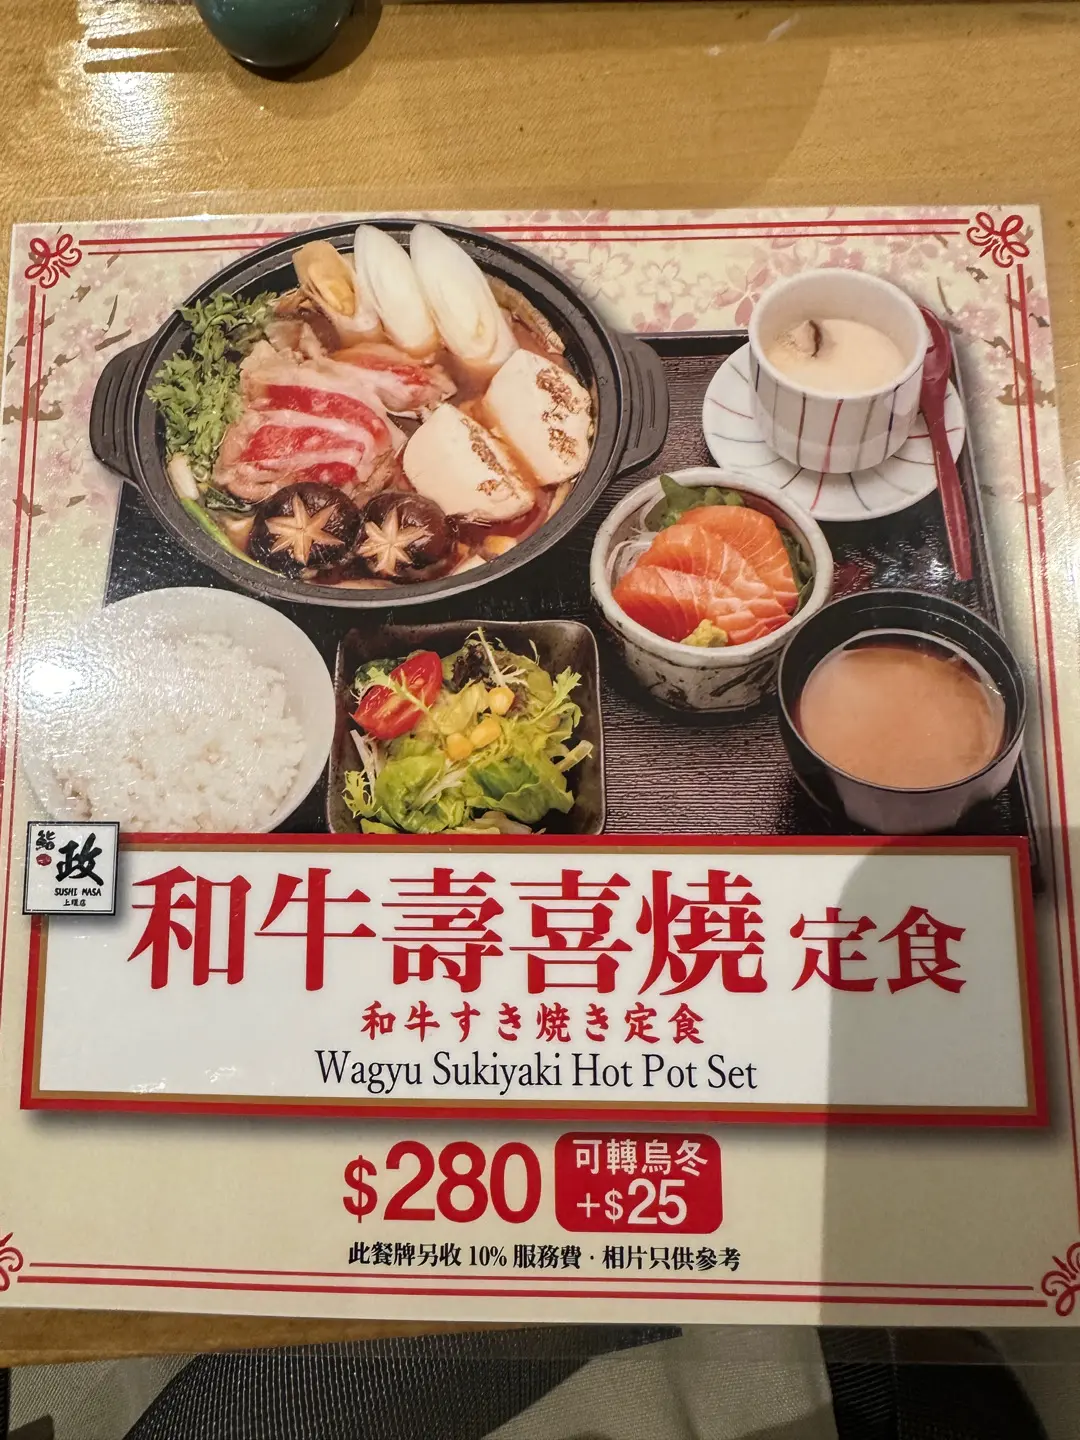 鮨
政
SUSHI MASA
上環店
和牛壽喜燒 定食
和牛すき焼き定食
Wagyu Sukiyaki Hot Pot Set
$280
可轉烏冬
+$25
此餐牌另收 10% 服務費 · 相片只供參考